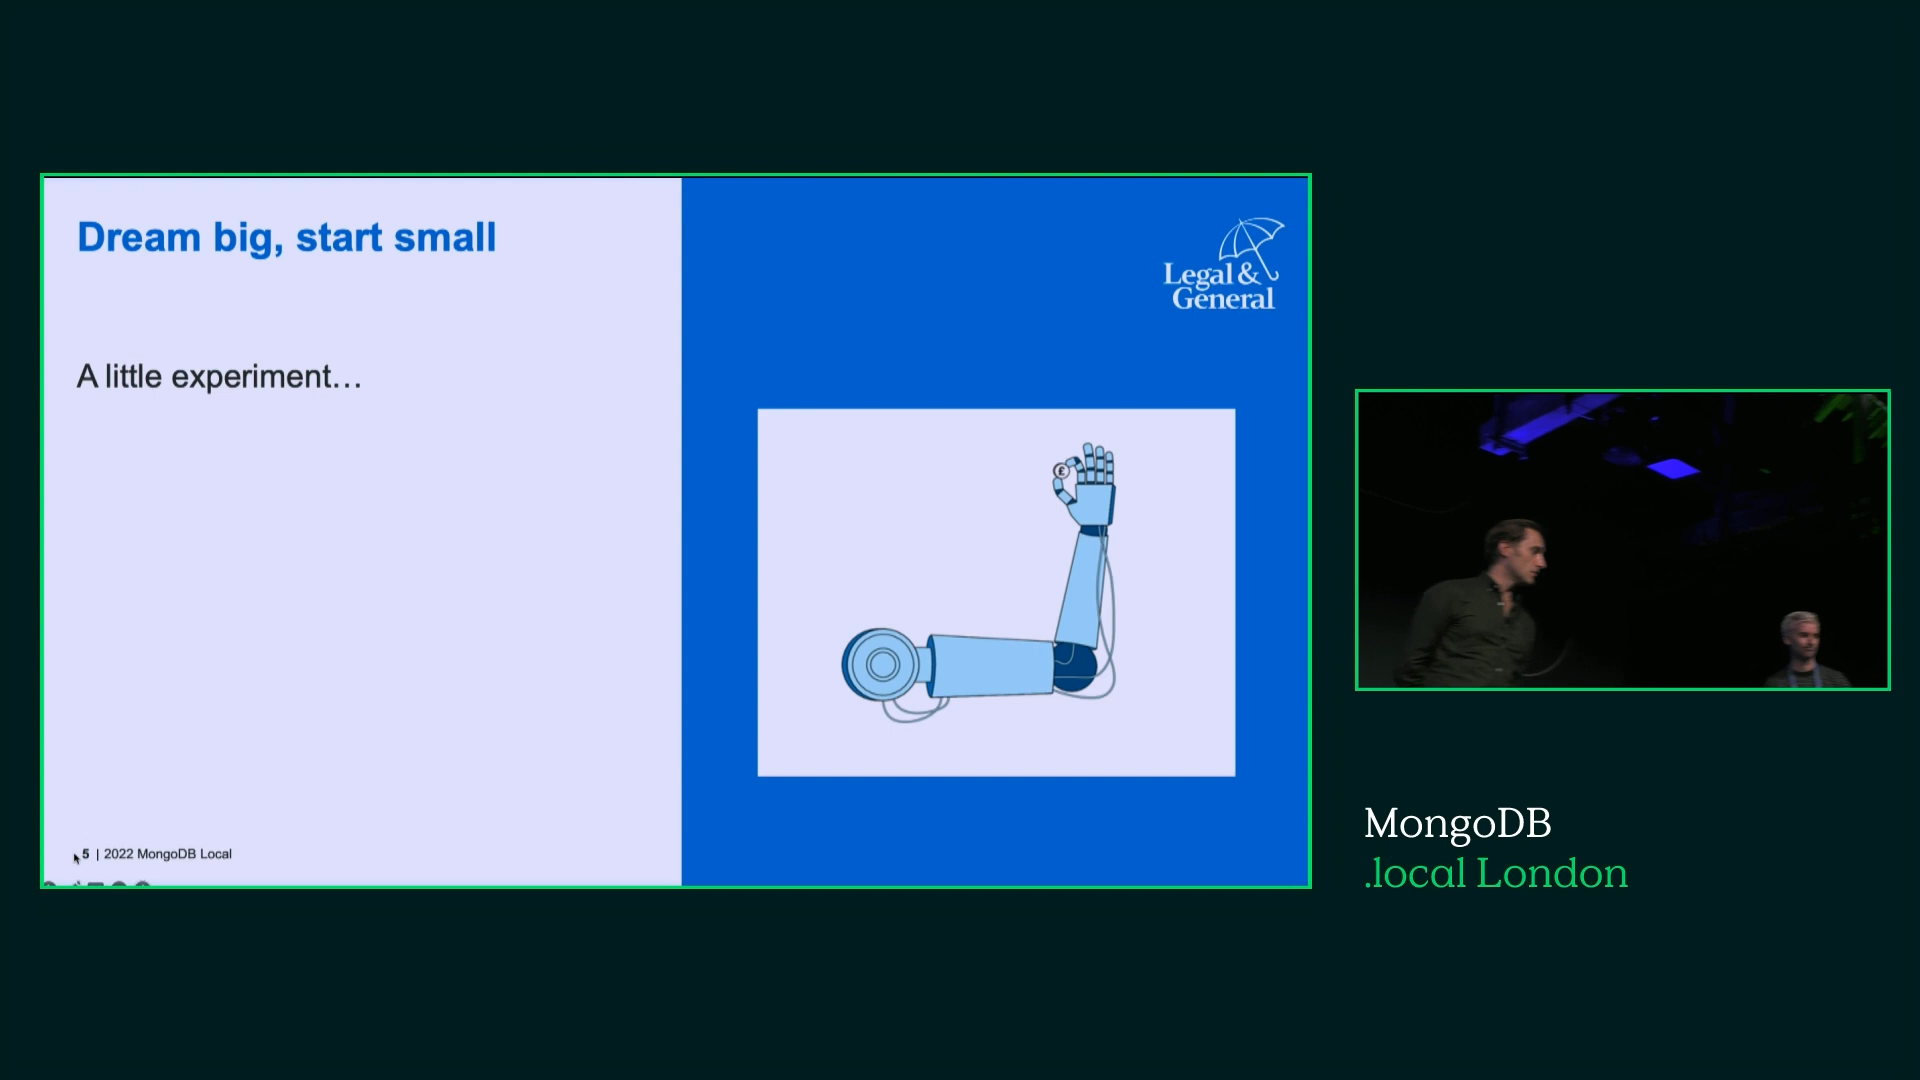 Dream big, start small
Legal &
General
A little experiment…
£
5 | 2022 MongoDB Local
MongoDB
.local London